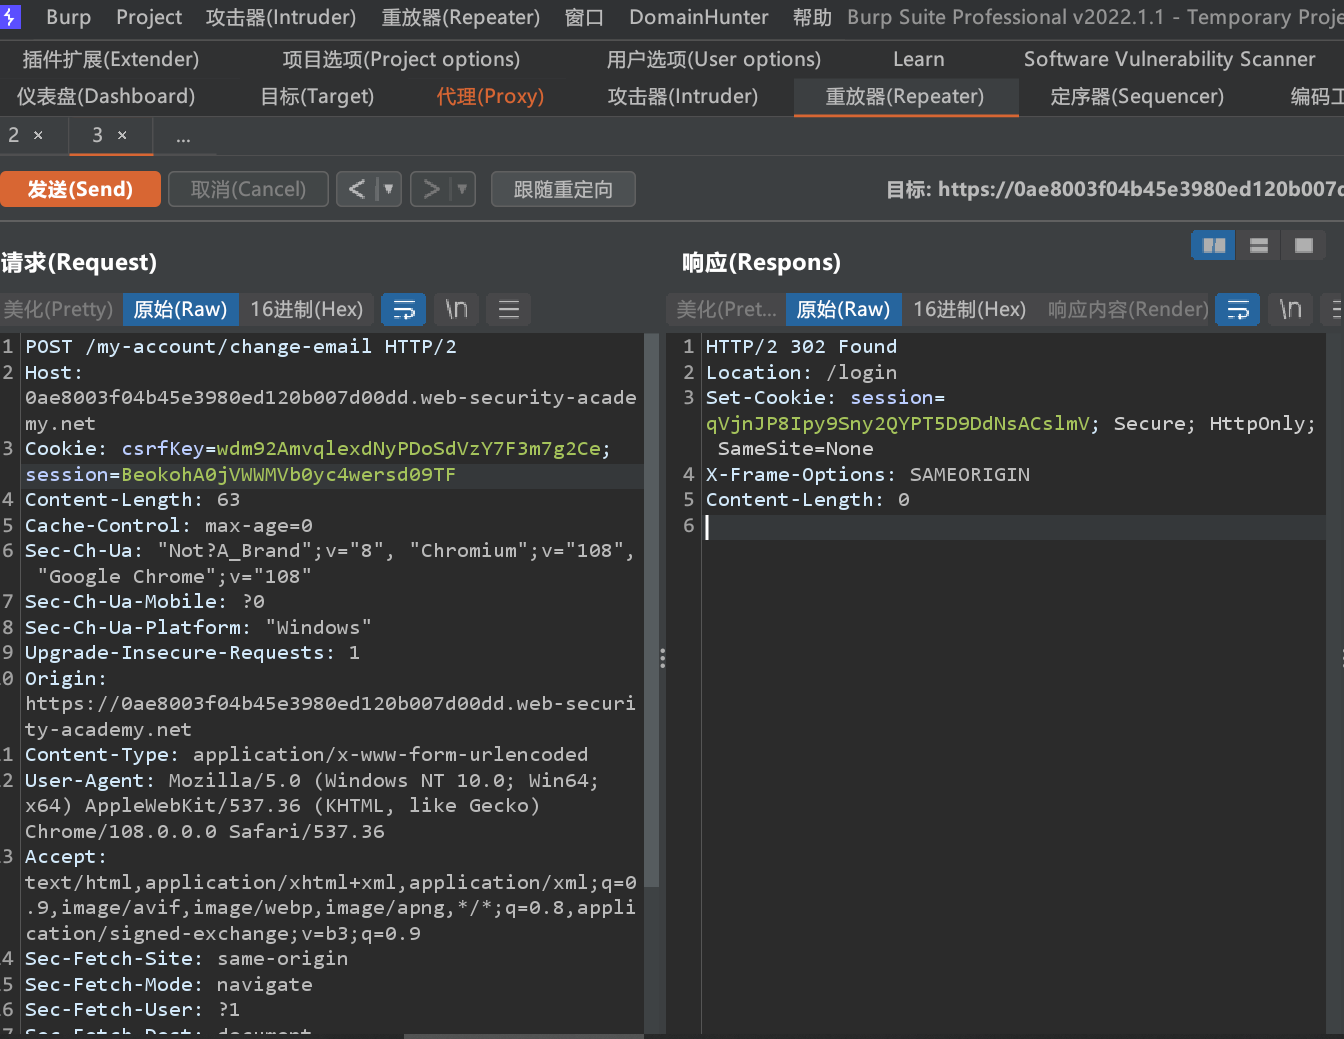 Burp Project 攻击器(Intruder) 重放器(Repeater) 窗口 DomainHunter 帮助 Burp Suite Professional v2022.1.1 - Temporary Proje
插件扩展(Extender) 项目选项(Project options) 用户选项(User options) Learn Software Vulnerability Scanner
仪表盘(Dashboard) 目标(Target) 代理(Proxy) 攻击器(Intruder) 重放器(Repeater) 定序器(Sequencer) 编码工
2 × 3 × ...
发送(Send) 取消(Cancel) < ▼ > ▼ 跟随重定向 目标: https://0ae8003f04b45e3980ed120b007d
请求(Request)
美化(Pretty) 原始(Raw) 16进制(Hex) \n
1 POST /my-account/change-email HTTP/2
2 Host:
0ae8003f04b45e3980ed120b007d00dd.web-security-acade
my.net
3 Cookie: csrfKey=wdm92AmvqlexdNyPDoSdVzY7F3m7g2Ce;
session=BeokohA0jVWWMVb0yc4wersd09TF
4 Content-Length: 63
5 Cache-Control: max-age=0
6 Sec-Ch-Ua: "Not?A_Brand";v="8", "Chromium";v="108",
"Google Chrome";v="108"
7 Sec-Ch-Ua-Mobile: ?0
8 Sec-Ch-Ua-Platform: "Windows"
9 Upgrade-Insecure-Requests: 1
0 Origin:
https://0ae8003f04b45e3980ed120b007d00dd.web-securi
ty-academy.net
1 Content-Type: application/x-www-form-urlencoded
2 User-Agent: Mozilla/5.0 (Windows NT 10.0; Win64;
x64) AppleWebKit/537.36 (KHTML, like Gecko)
Chrome/108.0.0.0 Safari/537.36
3 Accept:
text/html,application/xhtml+xml,application/xml;q=0
.9,image/avif,image/webp,image/apng,*/*;q=0.8,appli
cation/signed-exchange;v=b3;q=0.9
4 Sec-Fetch-Site: same-origin
5 Sec-Fetch-Mode: navigate
6 Sec-Fetch-User: ?1
7 Sec-Fetch-Dest: document
响应(Respons)
美化(Pret... 原始(Raw) 16进制(Hex) 响应内容(Render) \n
1 HTTP/2 302 Found
2 Location: /login
3 Set-Cookie: session=
qVjnJP8Ipy9Sny2QYPT5D9DdNsACslmV; Secure; HttpOnly;
SameSite=None
4 X-Frame-Options: SAMEORIGIN
5 Content-Length: 0
6